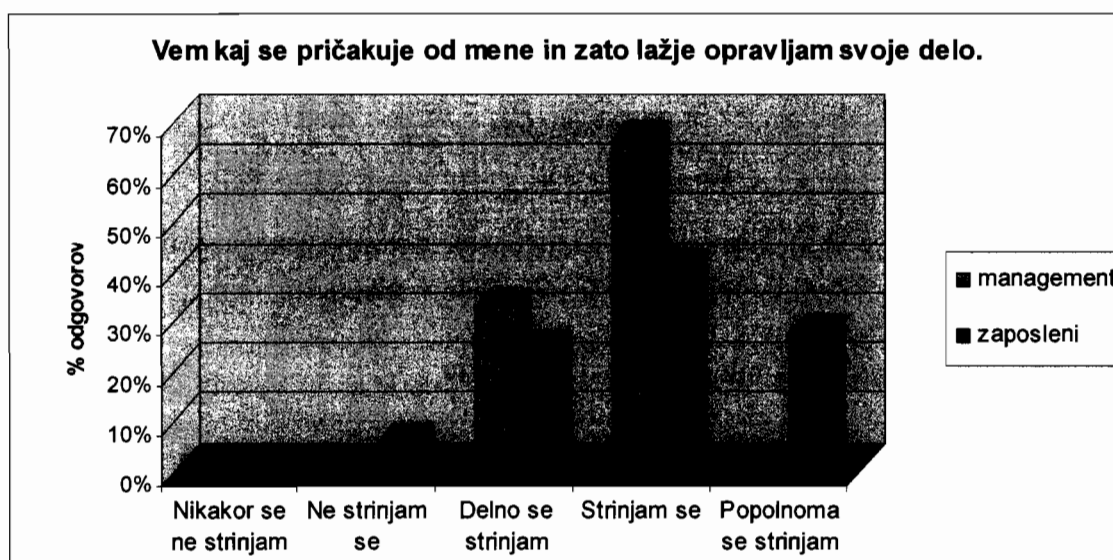 Vem kaj se pričakuje od mene in zato lažje opravljam svoje delo.
70%
60%
50%
40%
30%
20%
10%
0%
% odgovorov
Nikakor se
ne strinjam
Ne strinjam
se
Delno se
strinjam
Strinjam se
Popolnoma
se strinjam
management
zaposleni